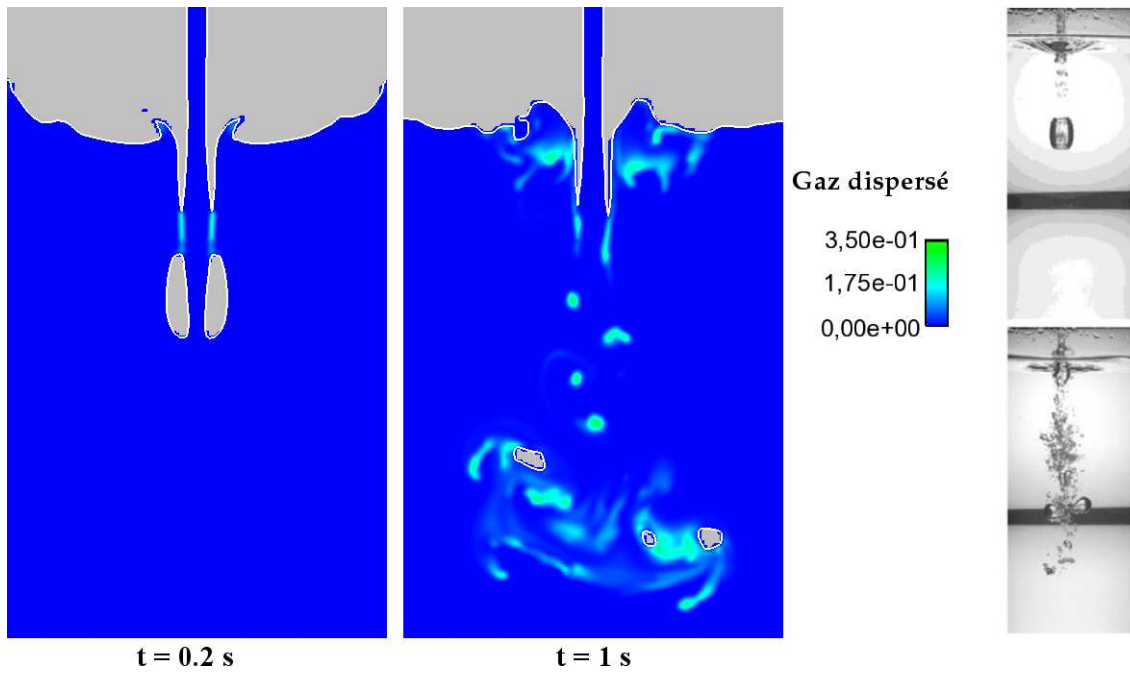 Gaz dispersé
3,50e-01
1,75e-01
0,00e+00
t = 0.2 s
t = 1 s